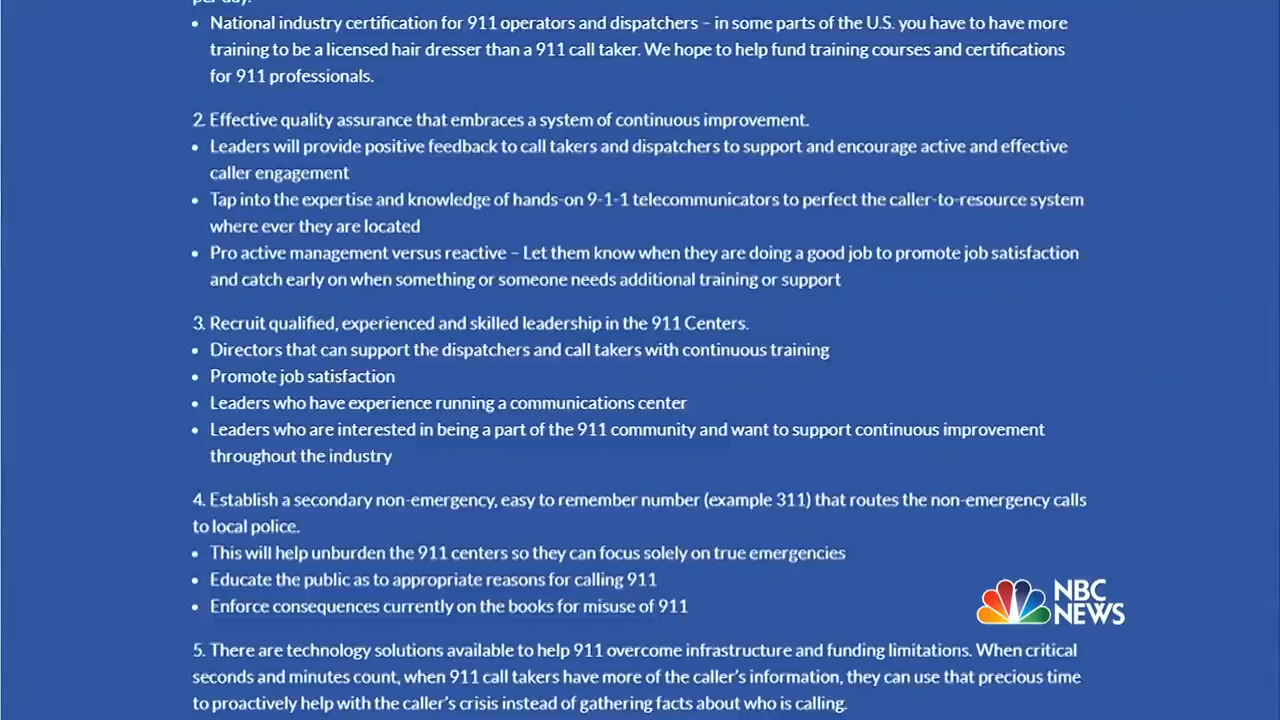 per day.
• National industry certification for 911 operators and dispatchers – in some parts of the U.S. you have to have more
training to be a licensed hair dresser than a 911 call taker. We hope to help fund training courses and certifications
for 911 professionals.
2. Effective quality assurance that embraces a system of continuous improvement.
• Leaders will provide positive feedback to call takers and dispatchers to support and encourage active and effective
caller engagement
• Tap into the expertise and knowledge of hands-on 9-1-1 telecommunicators to perfect the caller-to-resource system
where ever they are located
• Pro active management versus reactive – Let them know when they are doing a good job to promote job satisfaction
and catch early on when something or someone needs additional training or support
3. Recruit qualified, experienced and skilled leadership in the 911 Centers.
• Directors that can support the dispatchers and call takers with continuous training
• Promote job satisfaction
• Leaders who have experience running a communications center
• Leaders who are interested in being a part of the 911 community and want to support continuous improvement
throughout the industry
4. Establish a secondary non-emergency, easy to remember number (example 311) that routes the non-emergency calls
to local police.
• This will help unburden the 911 centers so they can focus solely on true emergencies
• Educate the public as to appropriate reasons for calling 911
• Enforce consequences currently on the books for misuse of 911
NBC
NEWS
5. There are technology solutions available to help 911 overcome infrastructure and funding limitations. When critical
seconds and minutes count, when 911 call takers have more of the caller's information, they can use that precious time
to proactively help with the caller's crisis instead of gathering facts about who is calling.